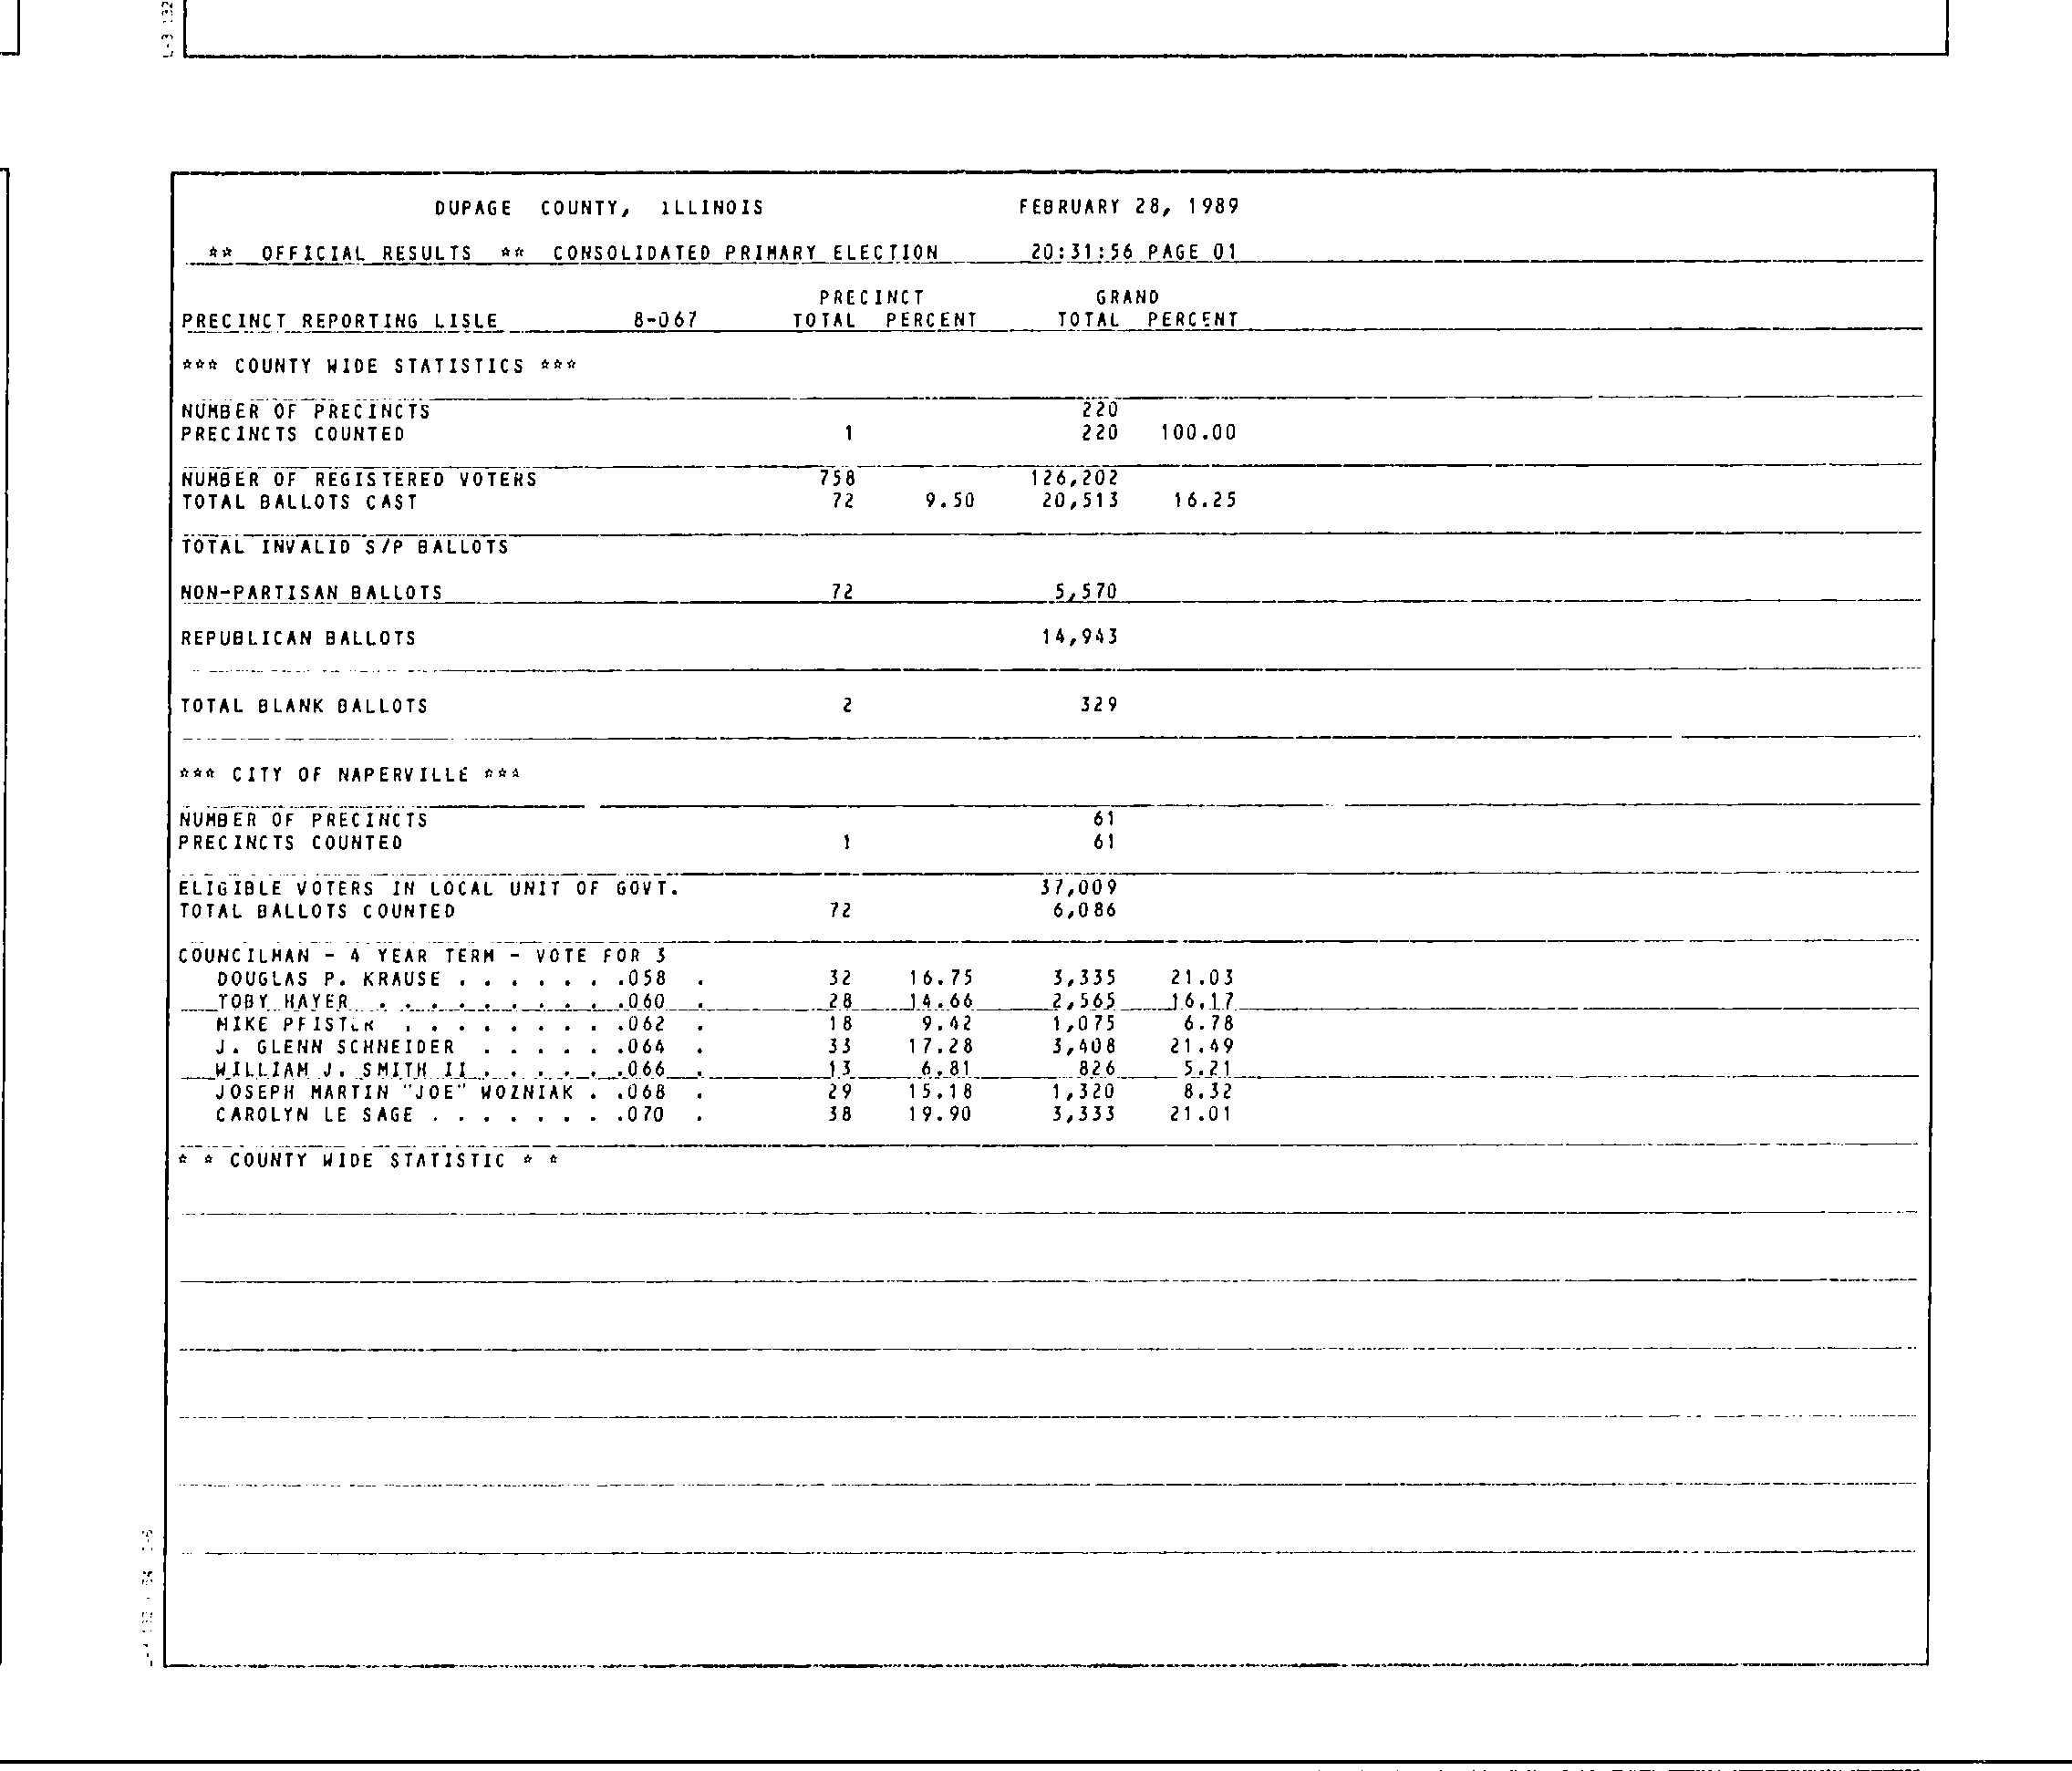 L-3 132
DUPAGE COUNTY, ILLINOIS FEBRUARY 28, 1989
** OFFICIAL RESULTS ** CONSOLIDATED PRIMARY ELECTION 20:31:56 PAGE 01
PRECINCT GRAND
PRECINCT REPORTING LISLE 8-067 TOTAL PERCENT TOTAL PERCENT
*** COUNTY WIDE STATISTICS ***
NUMBER OF PRECINCTS 220
PRECINCTS COUNTED 1 220 100.00
NUMBER OF REGISTERED VOTERS 758 126,202
TOTAL BALLOTS CAST 72 9.50 20,513 16.25
TOTAL INVALID S/P BALLOTS
NON-PARTISAN BALLOTS 72 5,570
REPUBLICAN BALLOTS 14,943
TOTAL BLANK BALLOTS 2 329
*** CITY OF NAPERVILLE ***
NUMBER OF PRECINCTS 61
PRECINCTS COUNTED 1 61
ELIGIBLE VOTERS IN LOCAL UNIT OF GOVT. 37,009
TOTAL BALLOTS COUNTED 72 6,086
COUNCILMAN - 4 YEAR TERM - VOTE FOR 3
DOUGLAS P. KRAUSE . . . . . . .058 . 32 16.75 3,335 21.03
TOBY HAYER . . . . . . . . . .060 . 28 14.66 2,565 16.17
MIKE PFISTER . . . . . . . . .062 . 18 9.42 1,075 6.78
J. GLENN SCHNEIDER . . . . . .064 . 33 17.28 3,408 21.49
WILLIAM J. SMITH II . . . . . .066 . 13 6.81 826 5.21
JOSEPH MARTIN "JOE" WOZNIAK . .068 . 29 15.18 1,320 8.32
CAROLYN LE SAGE . . . . . . . .070 . 38 19.90 3,333 21.01
* * COUNTY WIDE STATISTIC * *